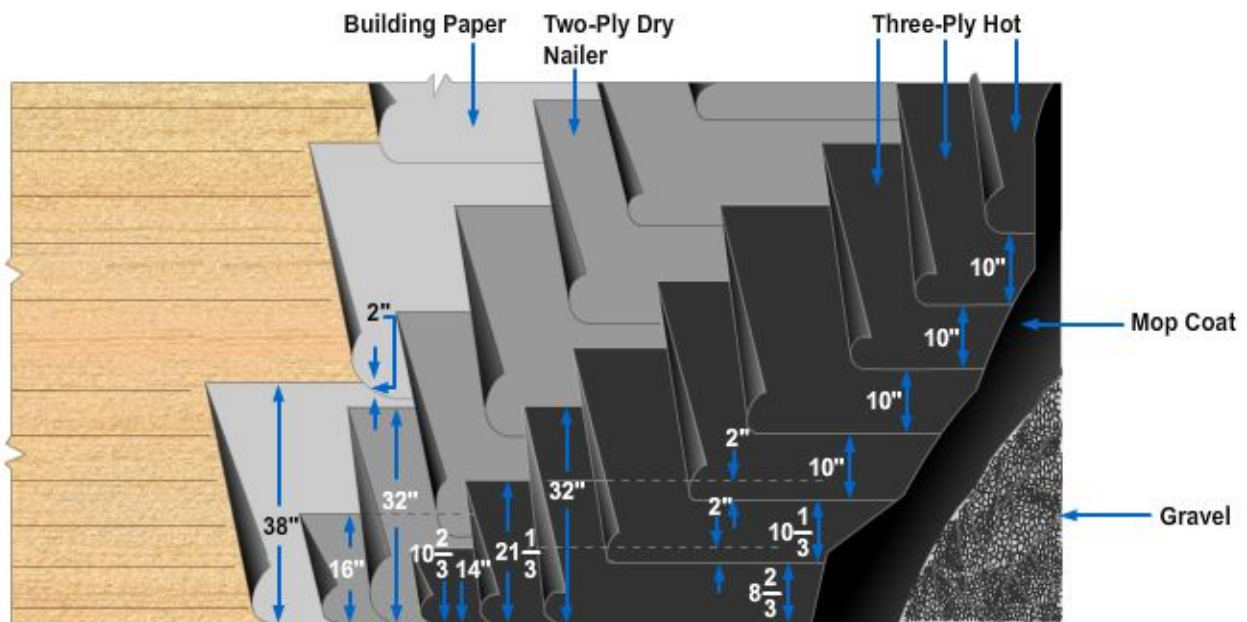 Building Paper
Two-Ply Dry
Nailer
Three-Ply Hot
10"
2"
10"
Mop Coat
10"
2"
10"
32"
32"
2"
38"
10 1/3
Gravel
16"
10 2/3
14"
21 1/3
8 2/3